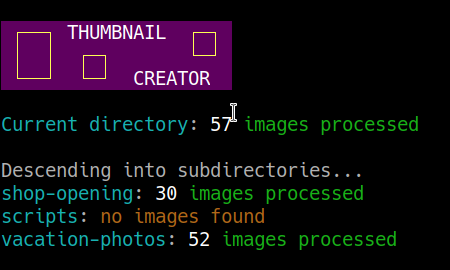 THUMBNAIL
CREATOR
Current directory: 57 images processed
Descending into subdirectories...
shop-opening: 30 images processed
scripts: no images found
vacation-photos: 52 images processed